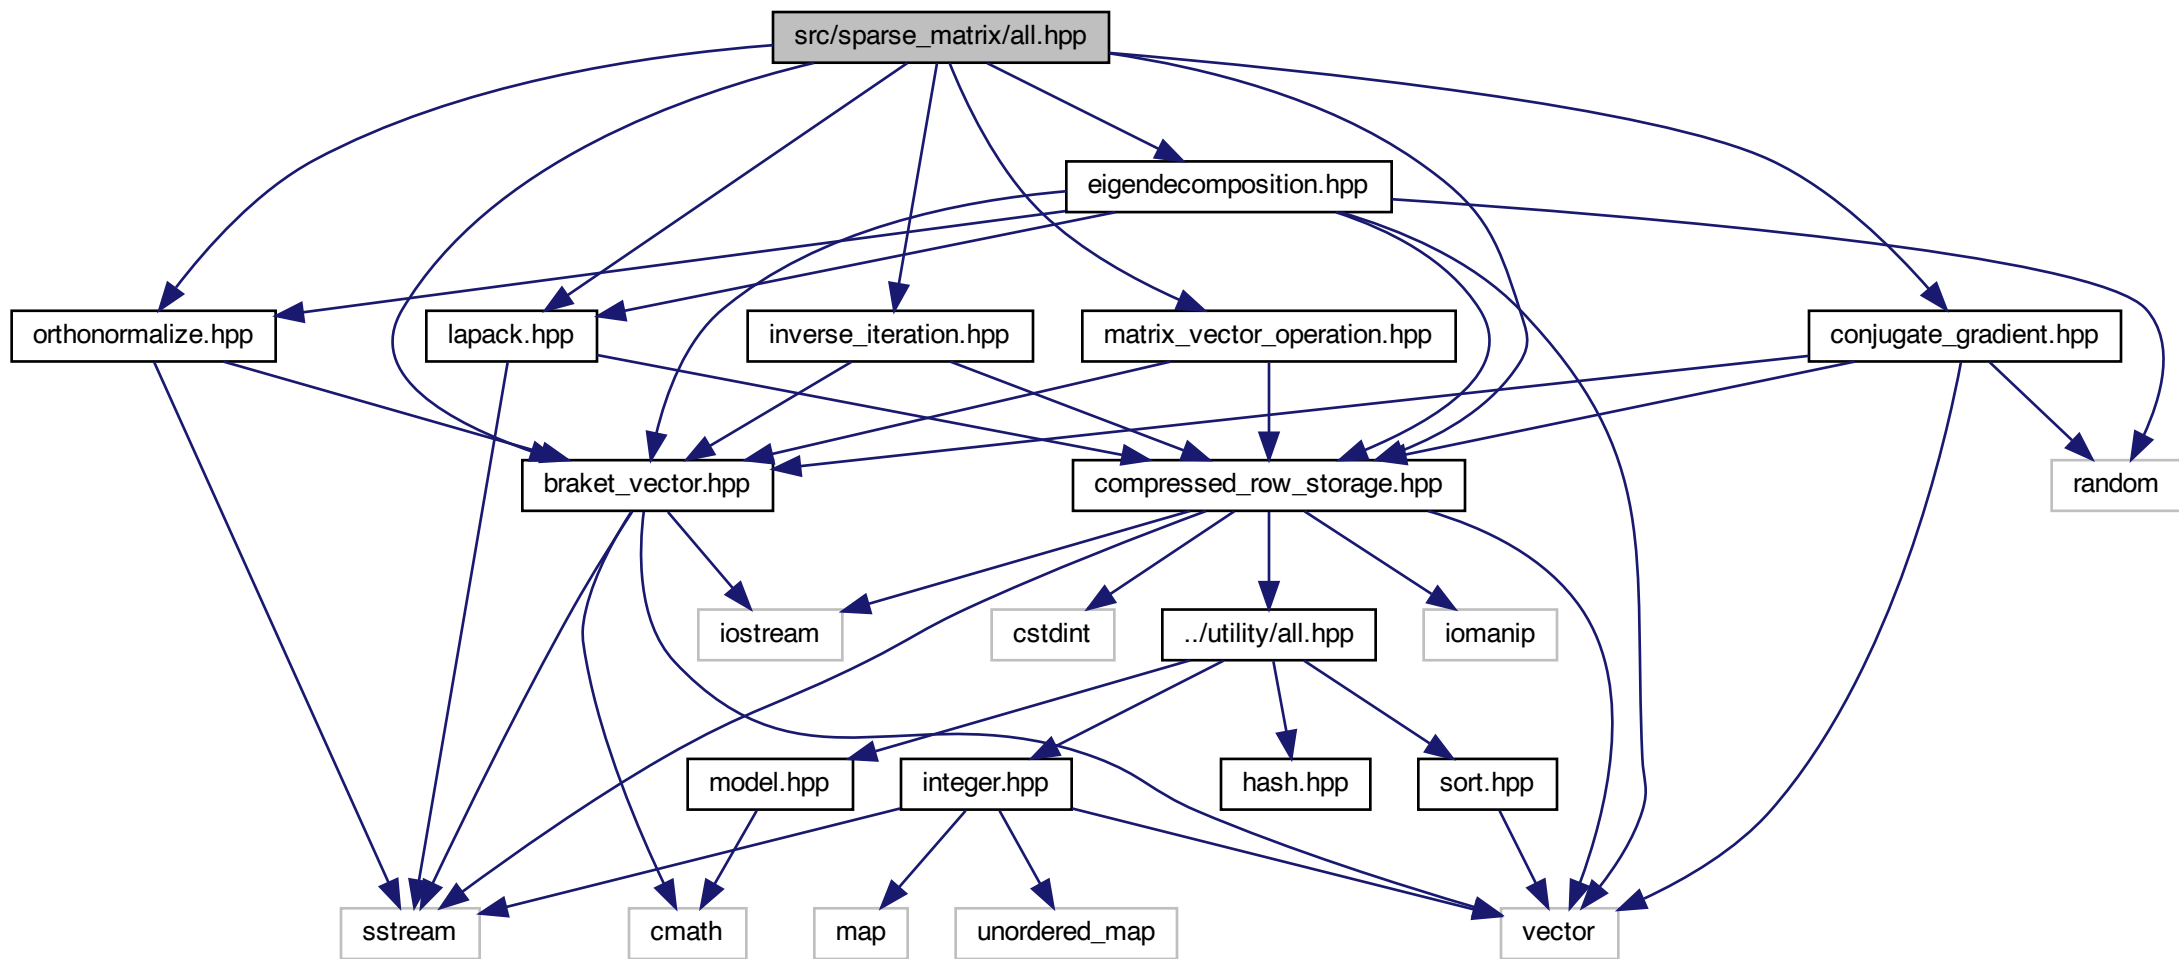 src/sparse_matrix/all.hpp
eigendecomposition.hpp
orthonormalize.hpp
lapack.hpp
inverse_iteration.hpp
matrix_vector_operation.hpp
conjugate_gradient.hpp
braket_vector.hpp
compressed_row_storage.hpp
random
iostream
cstdint
../utility/all.hpp
iomanip
model.hpp
integer.hpp
hash.hpp
sort.hpp
sstream
cmath
map
unordered_map
vector